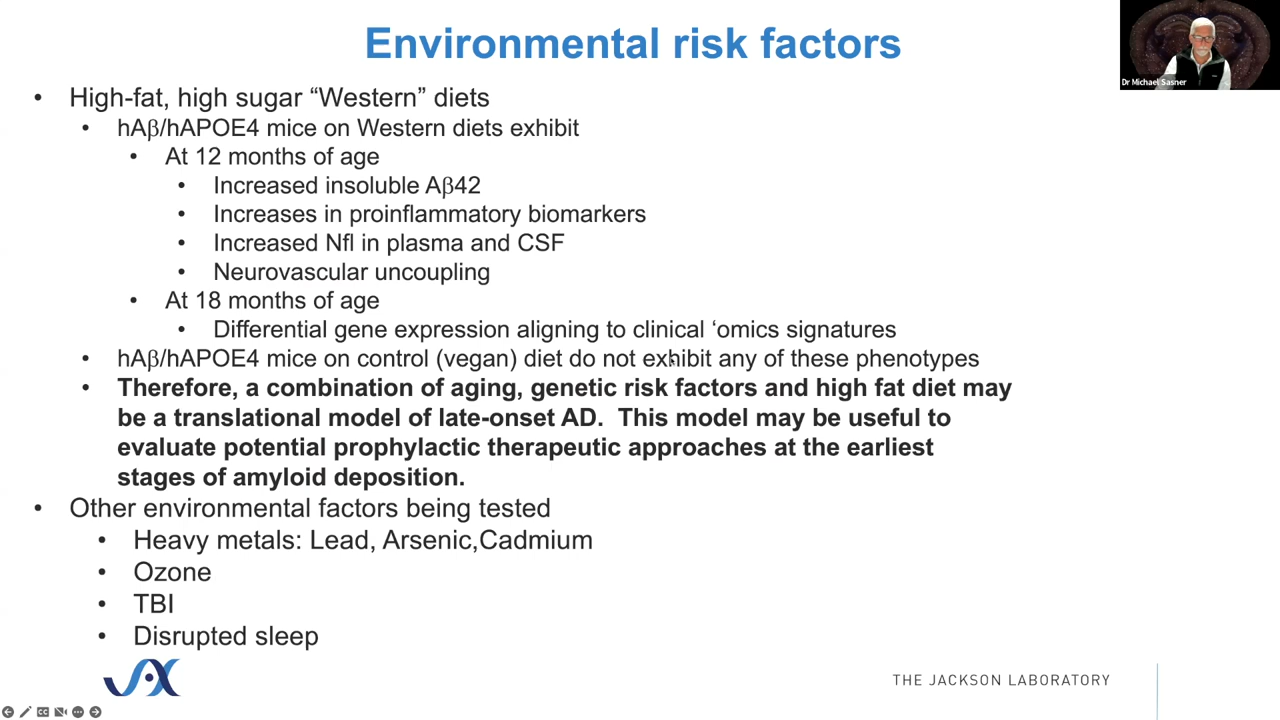 Environmental risk factors
Dr Michael Sasner
• High-fat, high sugar “Western” diets
• hAβ/hAPOE4 mice on Western diets exhibit
• At 12 months of age
• Increased insoluble Aβ42
• Increases in proinflammatory biomarkers
• Increased Nfl in plasma and CSF
• Neurovascular uncoupling
• At 18 months of age
• Differential gene expression aligning to clinical ‘omics signatures
• hAβ/hAPOE4 mice on control (vegan) diet do not exhibit any of these phenotypes
• Therefore, a combination of aging, genetic risk factors and high fat diet may
be a translational model of late-onset AD.  This model may be useful to
evaluate potential prophylactic therapeutic approaches at the earliest
stages of amyloid deposition.
• Other environmental factors being tested
• Heavy metals: Lead, Arsenic,Cadmium
• Ozone
• TBI
• Disrupted sleep
JAX
THE JACKSON LABORATORY
CC